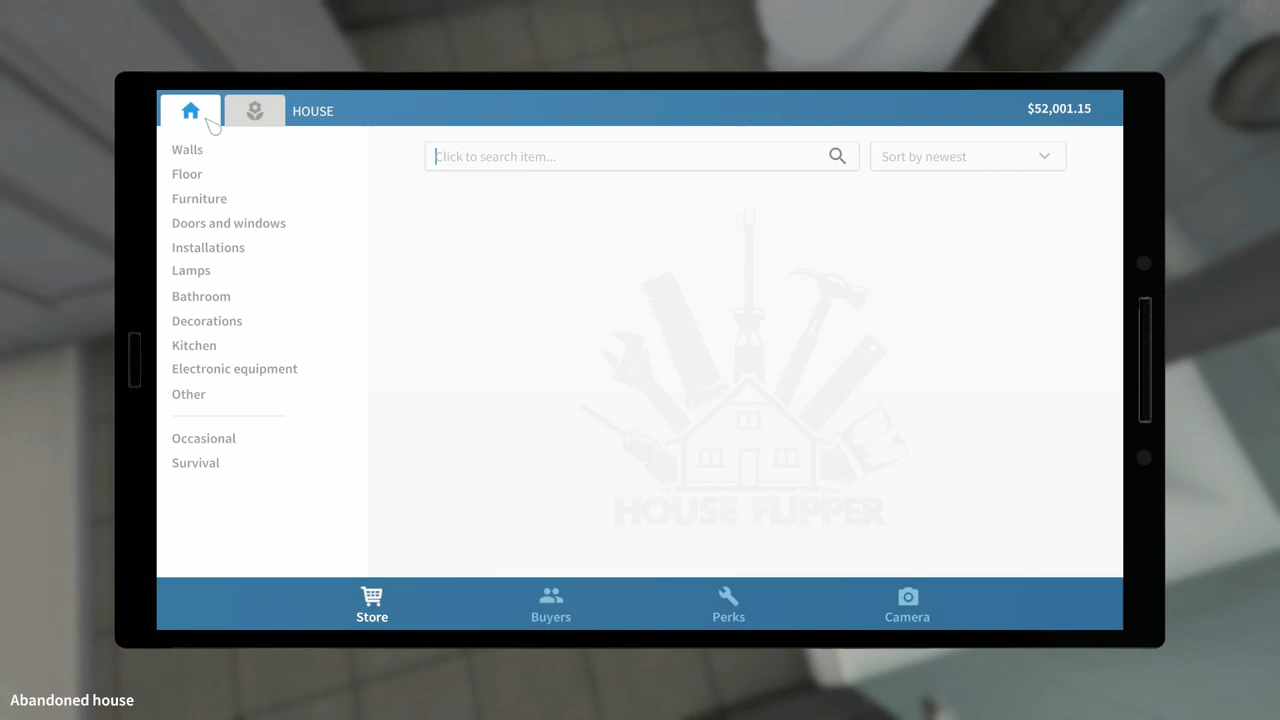 HOUSE
$52,001.15
Click to search item...
Sort by newest
Walls
Floor
Furniture
Doors and windows
Installations
Lamps
Bathroom
Decorations
Kitchen
Electronic equipment
Other
Occasional
Survival
HOUSE FLIPPER
Store
Buyers
Perks
Camera
Abandoned house